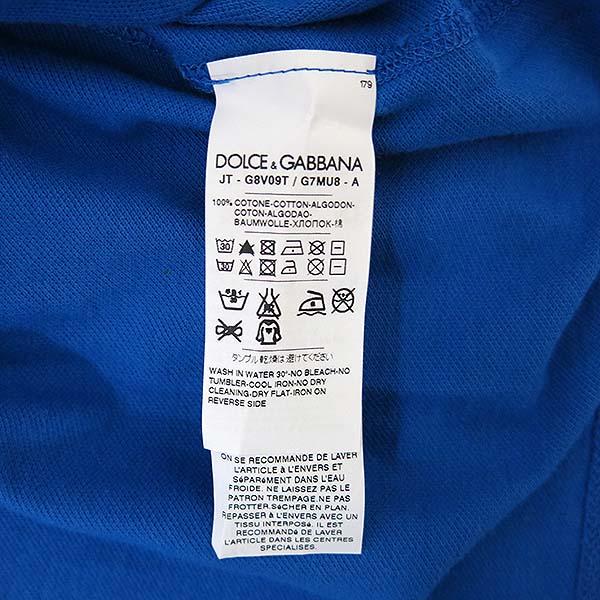 179
DOLCE & GABBANA
JT - G8V09T / G7MU8 - A
100% COTONE-COTTON-ALGODON-
COTON-ALGODAO-
BAUMWOLLE-ХЛОПОК-棉
30
30
30
タンブル乾燥は避けてください
WASH IN WATER 30°-NO BLEACH-NO
TUMBLER-COOL IRON-NO DRY
CLEANING-DRY FLAT-IRON ON
REVERSE SIDE
ON SE RECOMMANDE DE LAVER
L'ARTICLE à L'ENVERS ET
SéPARéMENT DANS L'EAU
FROIDE. NE LAISSEZ PAS LE
PATRON TREMPAGE.NE PAS
FROTTER.SéCHER EN PLAN.
REPASSER à L'ENVERS AVEC UN
TISSU INTERPOSé. IL EST
RECOMMANDé DE LAVER
L'ARTICLE DANS LES CENTRES
SPECIALISES.